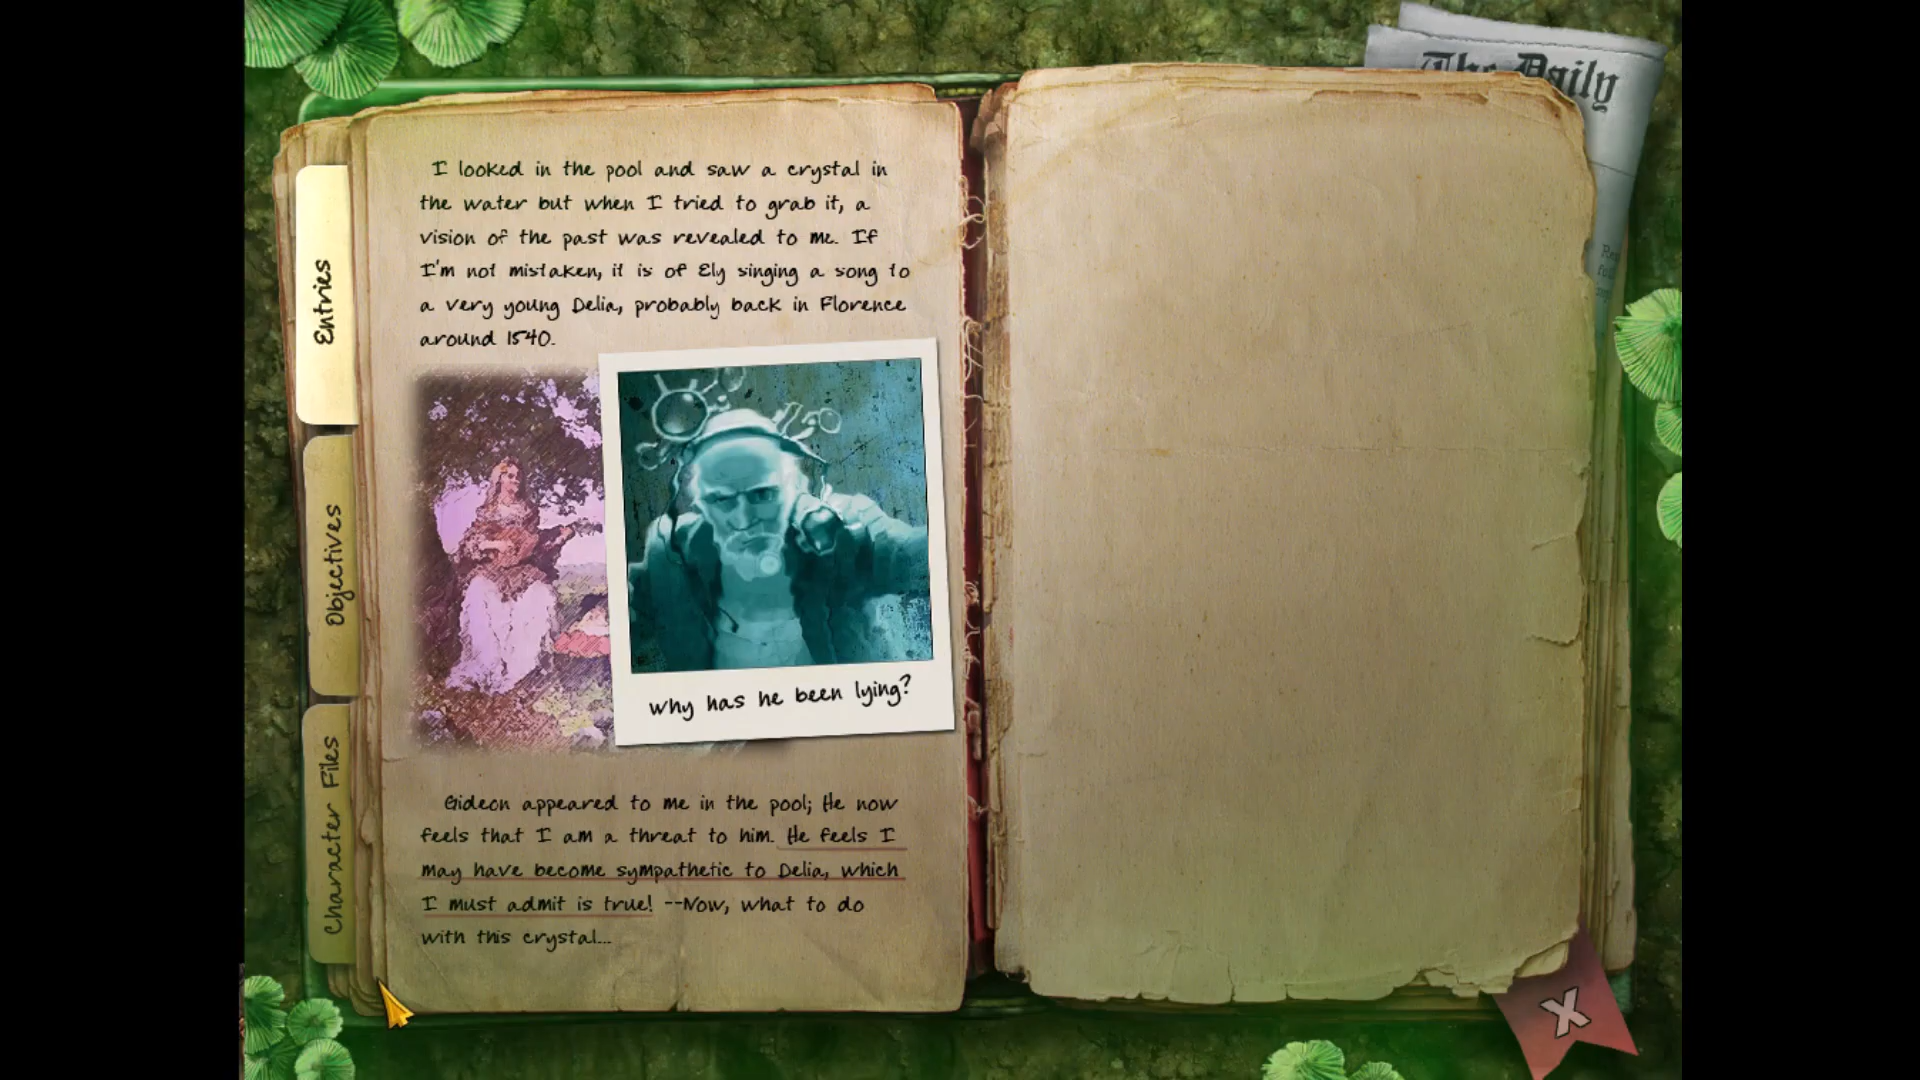 The Daily
I looked in the pool and saw a crystal in
the water but when I tried to grab it, a
vision of the past was revealed to me. If
I'm not mistaken, it is of Ely singing a song to
a very young Delia, probably back in Florence
around 1540.
why has he been lying?
Gideon appeared to me in the pool; He now
feels that I am a threat to him. He feels I
may have become sympathetic to Delia, which
I must admit is true! --Now, what to do
with this crystal...
Entries
Objectives
Character Files
X